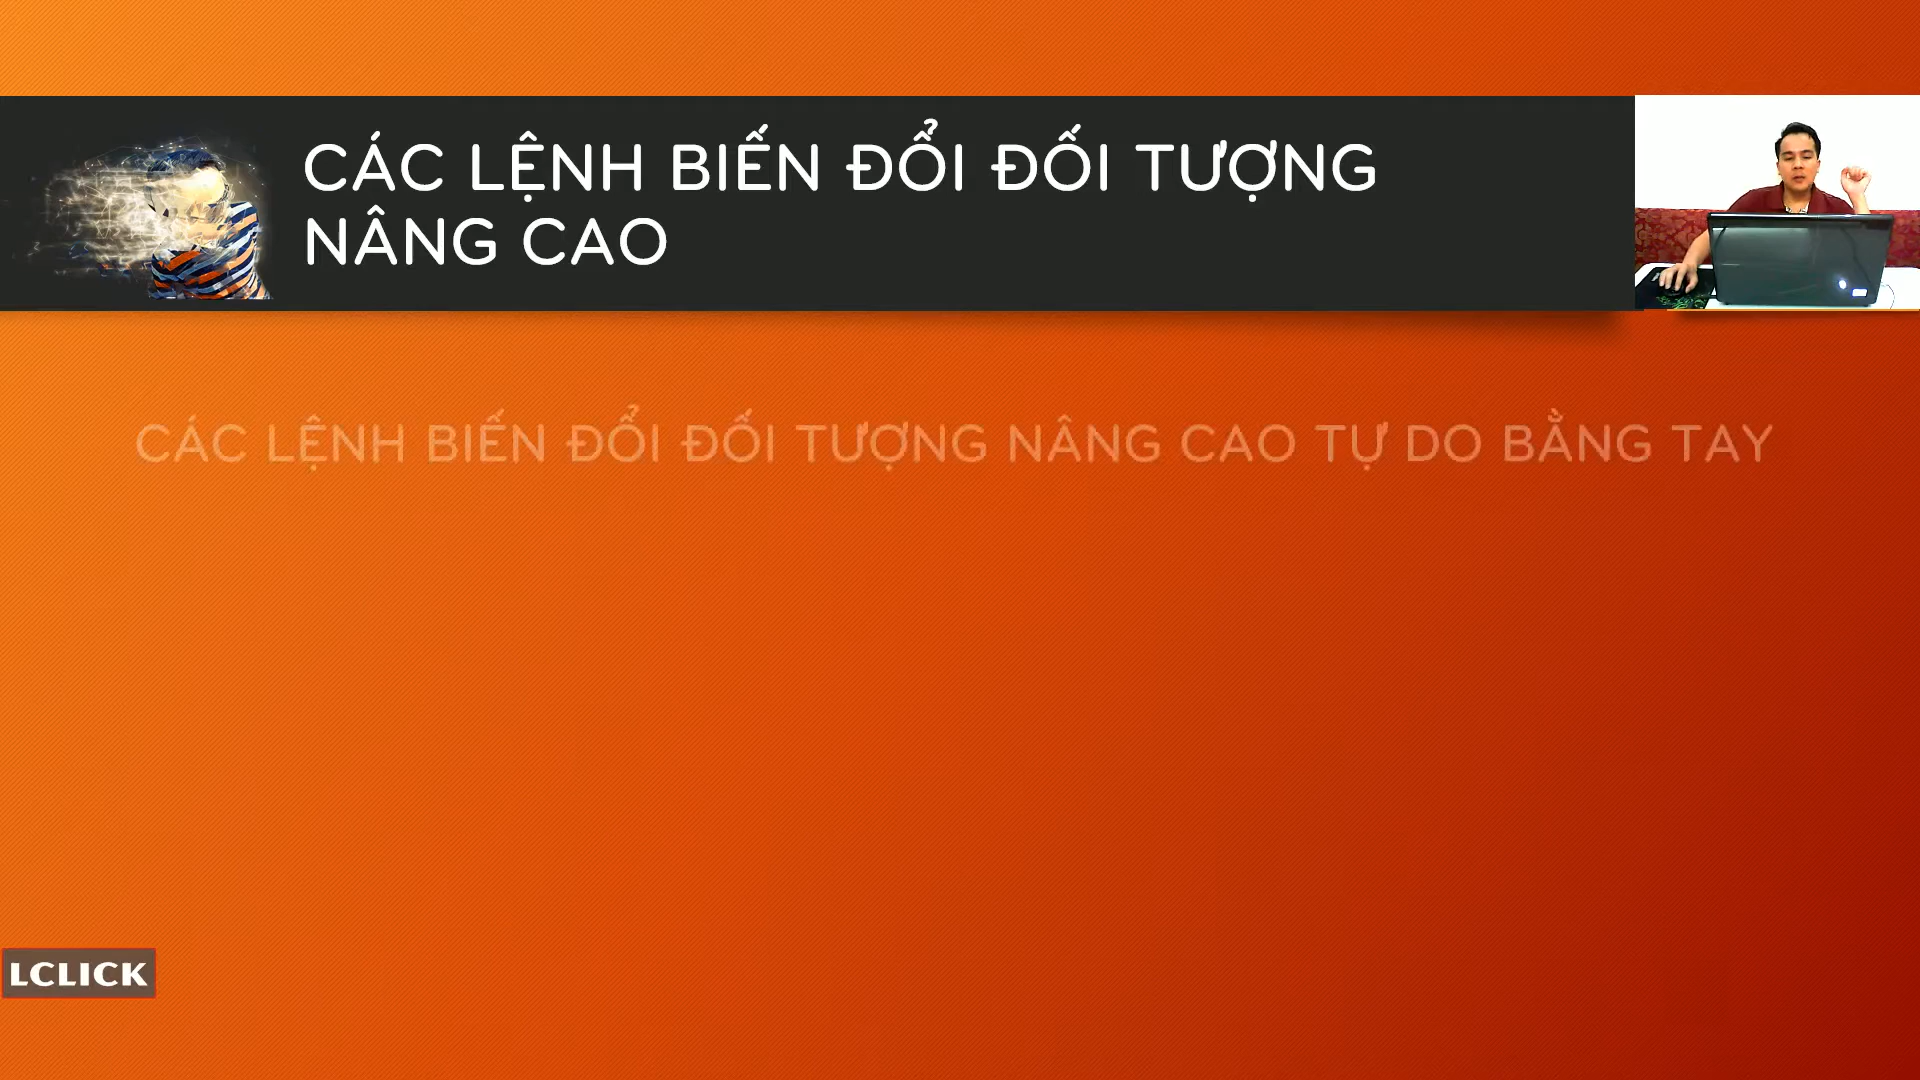 CÁC LỆNH BIẾN ĐỔI ĐỐI TƯỢNG
NÂNG CAO
CÁC LỆNH BIẾN ĐỔI ĐỐI TƯỢNG NÂNG CAO TỰ DO BẰNG TAY
LCLICK